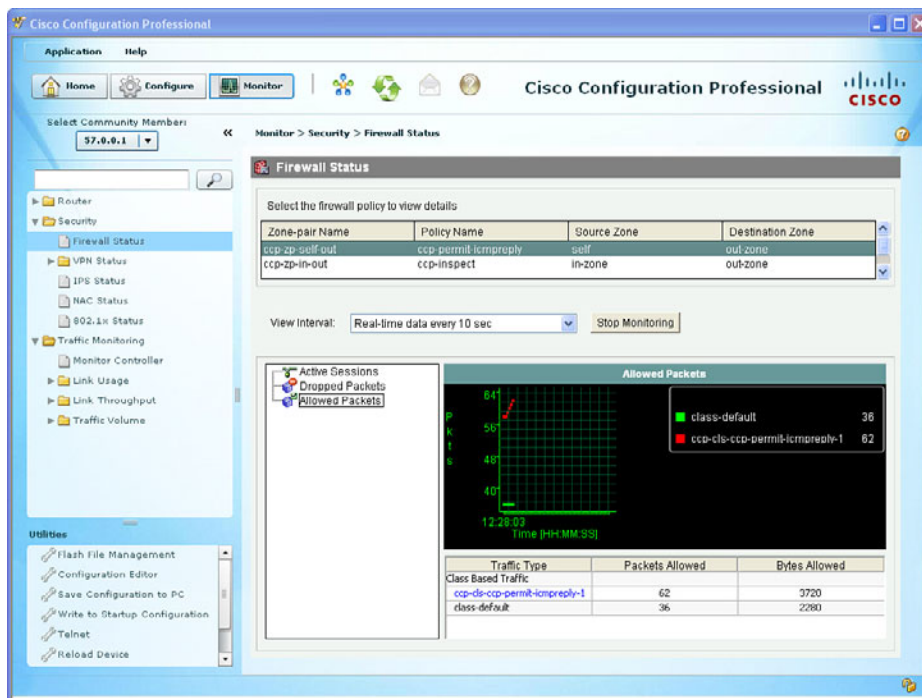 Cisco Configuration Professional
Application Help
Home Configure Monitor
Cisco Configuration Professional
CISCO
Select Community Member:
57.0.0.1
«
Monitor > Security > Firewall Status
Router
Security
Firewall Status
VPN Status
IPS Status
NAC Status
802.1x Status
Traffic Monitoring
Monitor Controller
Link Usage
Link Throughput
Traffic Volume
Utilities
Flash File Management
Configuration Editor
Save Configuration to PC
Write to Startup Configuration
Telnet
Reload Device
Firewall Status
Select the firewall policy to view details
Zone-pair Name Policy Name Source Zone Destination Zone
ccp-zp-self-out ccp-permit-icmpreply self out-zone
ccp-zp-in-out ccp-inspect in-zone out-zone
View Interval: Real-time data every 10 sec Stop Monitoring
Active Sessions
Dropped Packets
Allowed Packets
Allowed Packets
Pkts
64
56
48
40
12:28:03
Time [HH:MM:SS]
class-default 36
ccp-cls-ccp-permit-icmpreply-1 62
Traffic Type Packets Allowed Bytes Allowed
Class Based Traffic
ccp-cls-ccp-permit-icmpreply-1 62 3720
class-default 36 2280